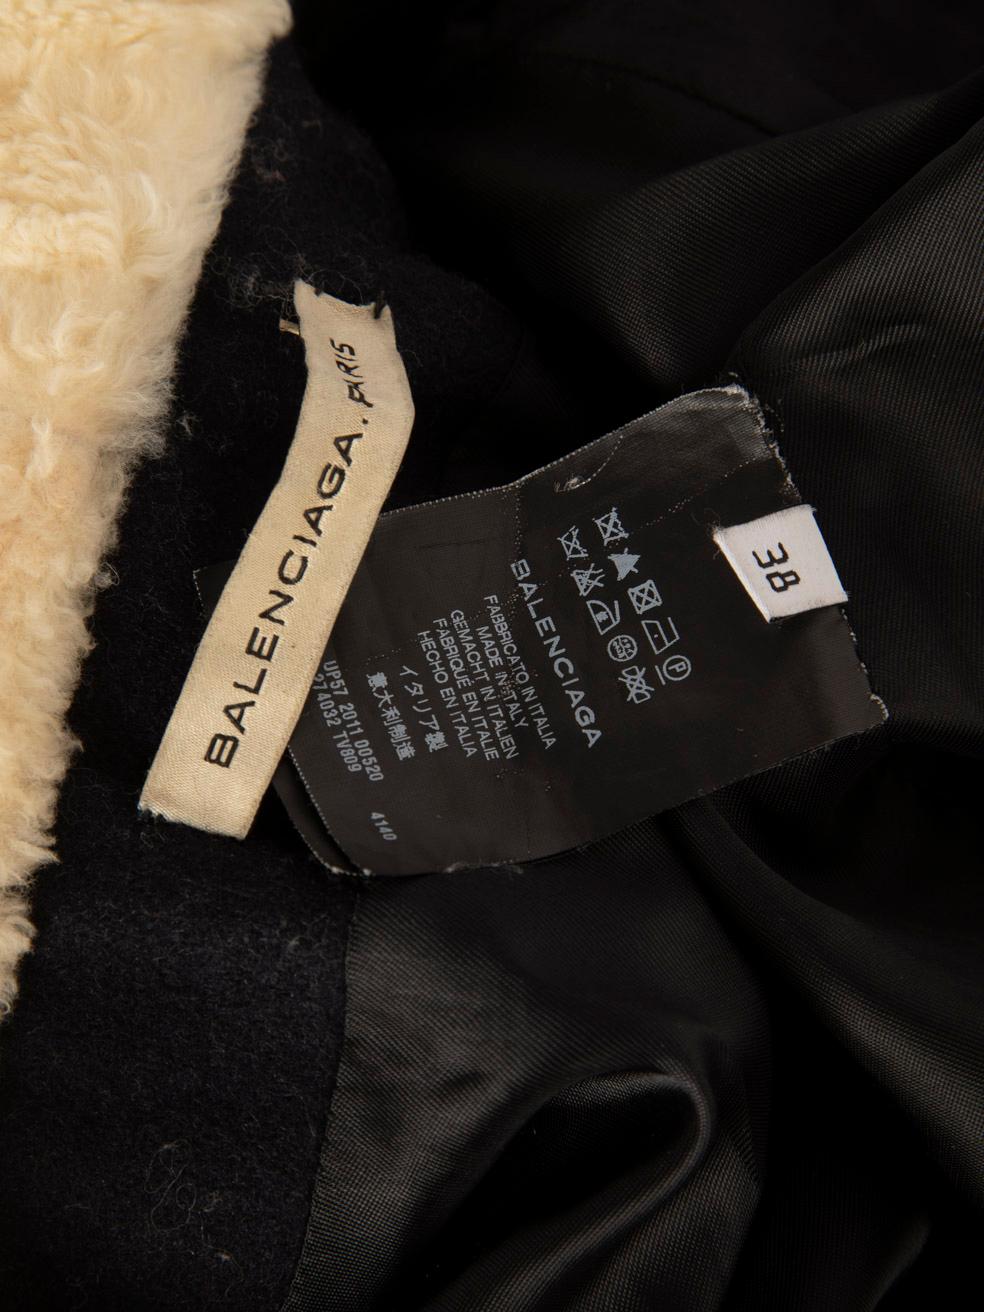 BALENCIAGA. PARIS
38
BALENCIAGA
FABBRICATO IN ITALIA
MADE IN ITALY
GEMACHT IN ITALIEN
FABRIQUÉ EN ITALIE
HECHO EN ITALIA
イタリア製
意大利制造
UP57 2011 00520
274032 TV809
4140